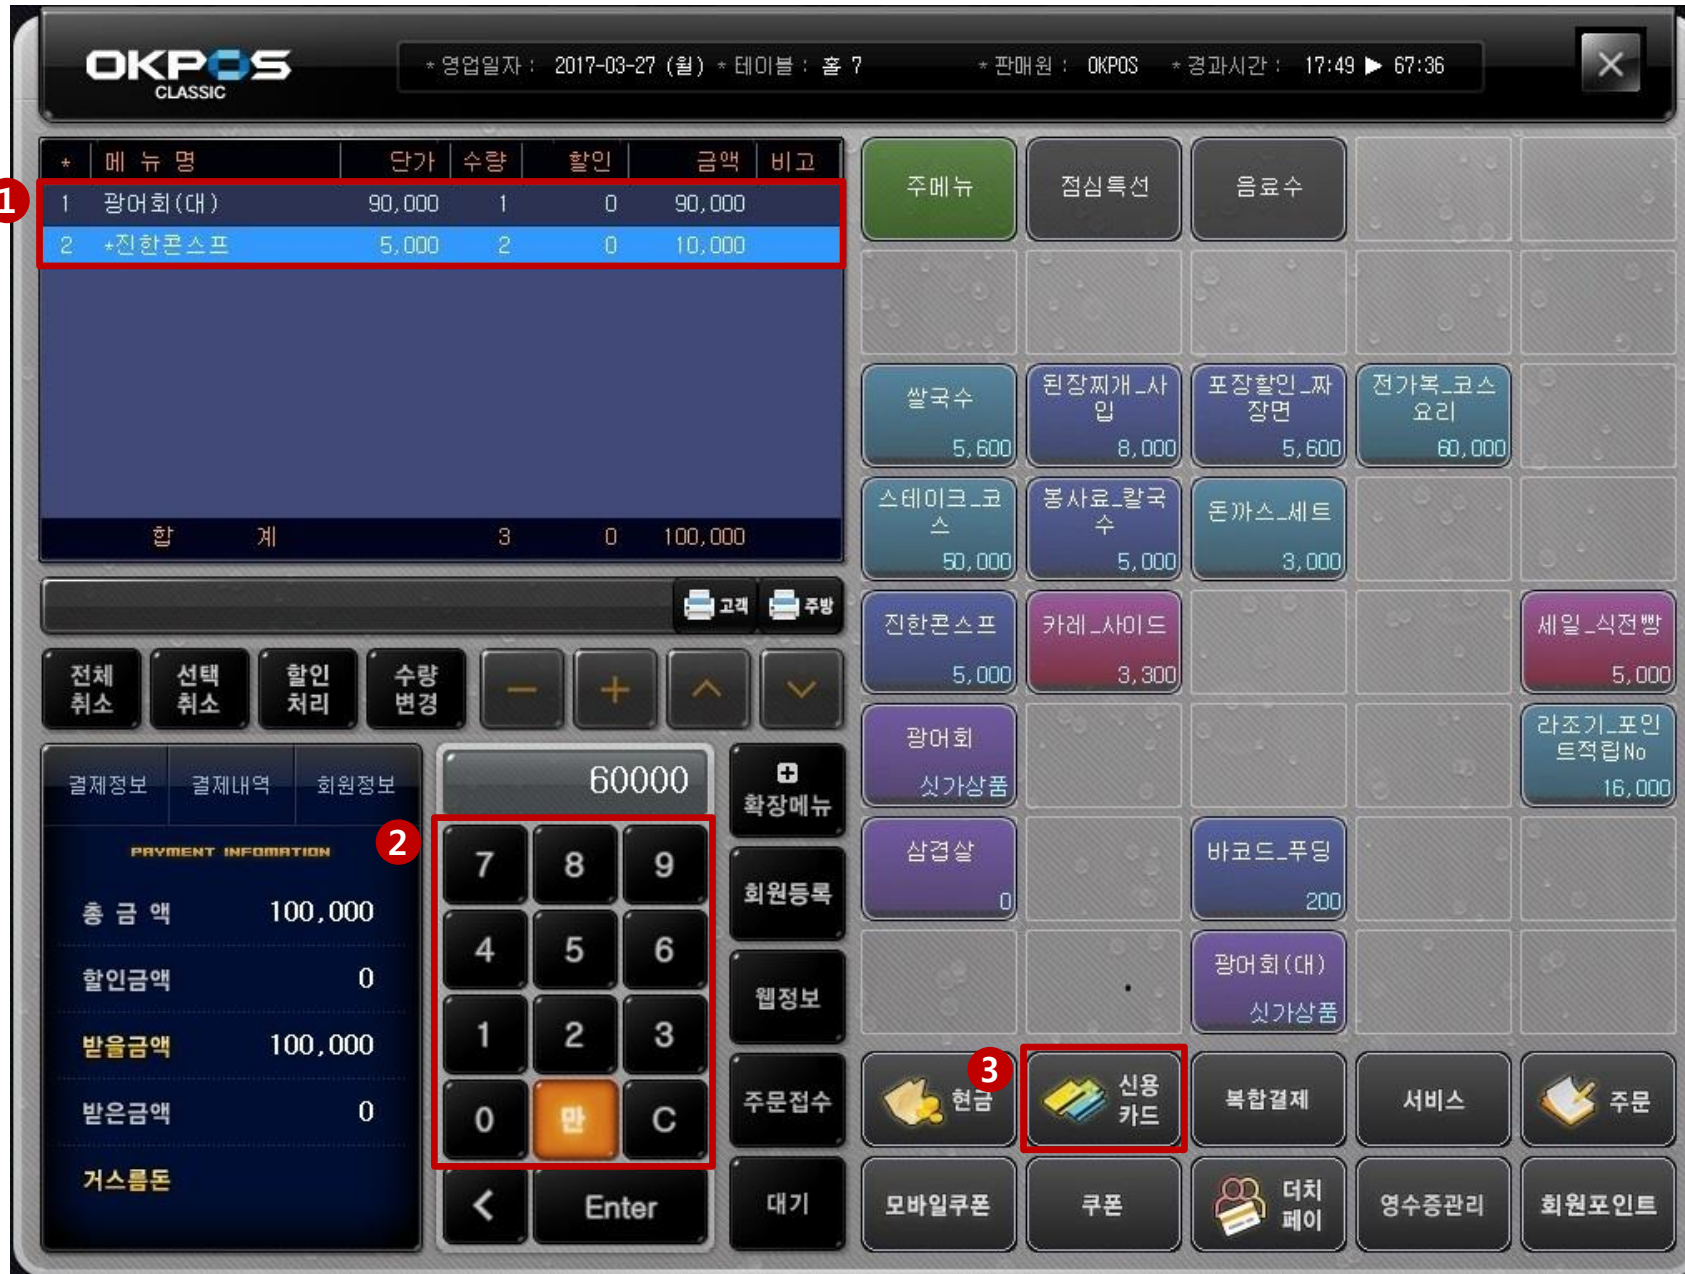 OKPOS
CLASSIC
* 영업일자 : 2017-03-27 (월) * 테이블 : 홀 7 * 판매원 : OKPOS * 경과시간 : 17:49 ▶ 67:36
* 메 뉴 명 단가 수량 할인 금액 비고
1
1 광어회(대) 90,000 1 0 90,000
2 *진한콘스프 5,000 2 0 10,000
합 계 3 0 100,000
고객 주방
전체 취소
선택 취소
할인 처리
수량 변경
− +
결제정보 결제내역 회원정보
PAYMENT INFOMATION
총 금 액 100,000
할인금액 0
받을금액 100,000
받은금액 0
거스름돈
60000
2
7 8 9
4 5 6
1 2 3
0 만 C
< Enter
확장메뉴
회원등록
웹정보
주문접수
대기
주메뉴 점심특선 음료수
쌀국수
5,600
된장찌개_사
입
8,000
포장할인_짜
장면
5,600
전가복_코스
요리
60,000
스테이크_코
스
50,000
봉사료_칼국
수
5,000
돈까스_세트
3,000
진한콘스프
5,000
카레_사이드
3,300
세일_식전빵
5,000
광어회
싯가상품
라조기_포인
트적립No
16,000
삼겹살
0
바코드_푸딩
200
광어회(대)
싯가상품
현금
3
신용
카드
복합결제
서비스
주문
모바일쿠폰
쿠폰
더치
페이
영수증관리
회원포인트